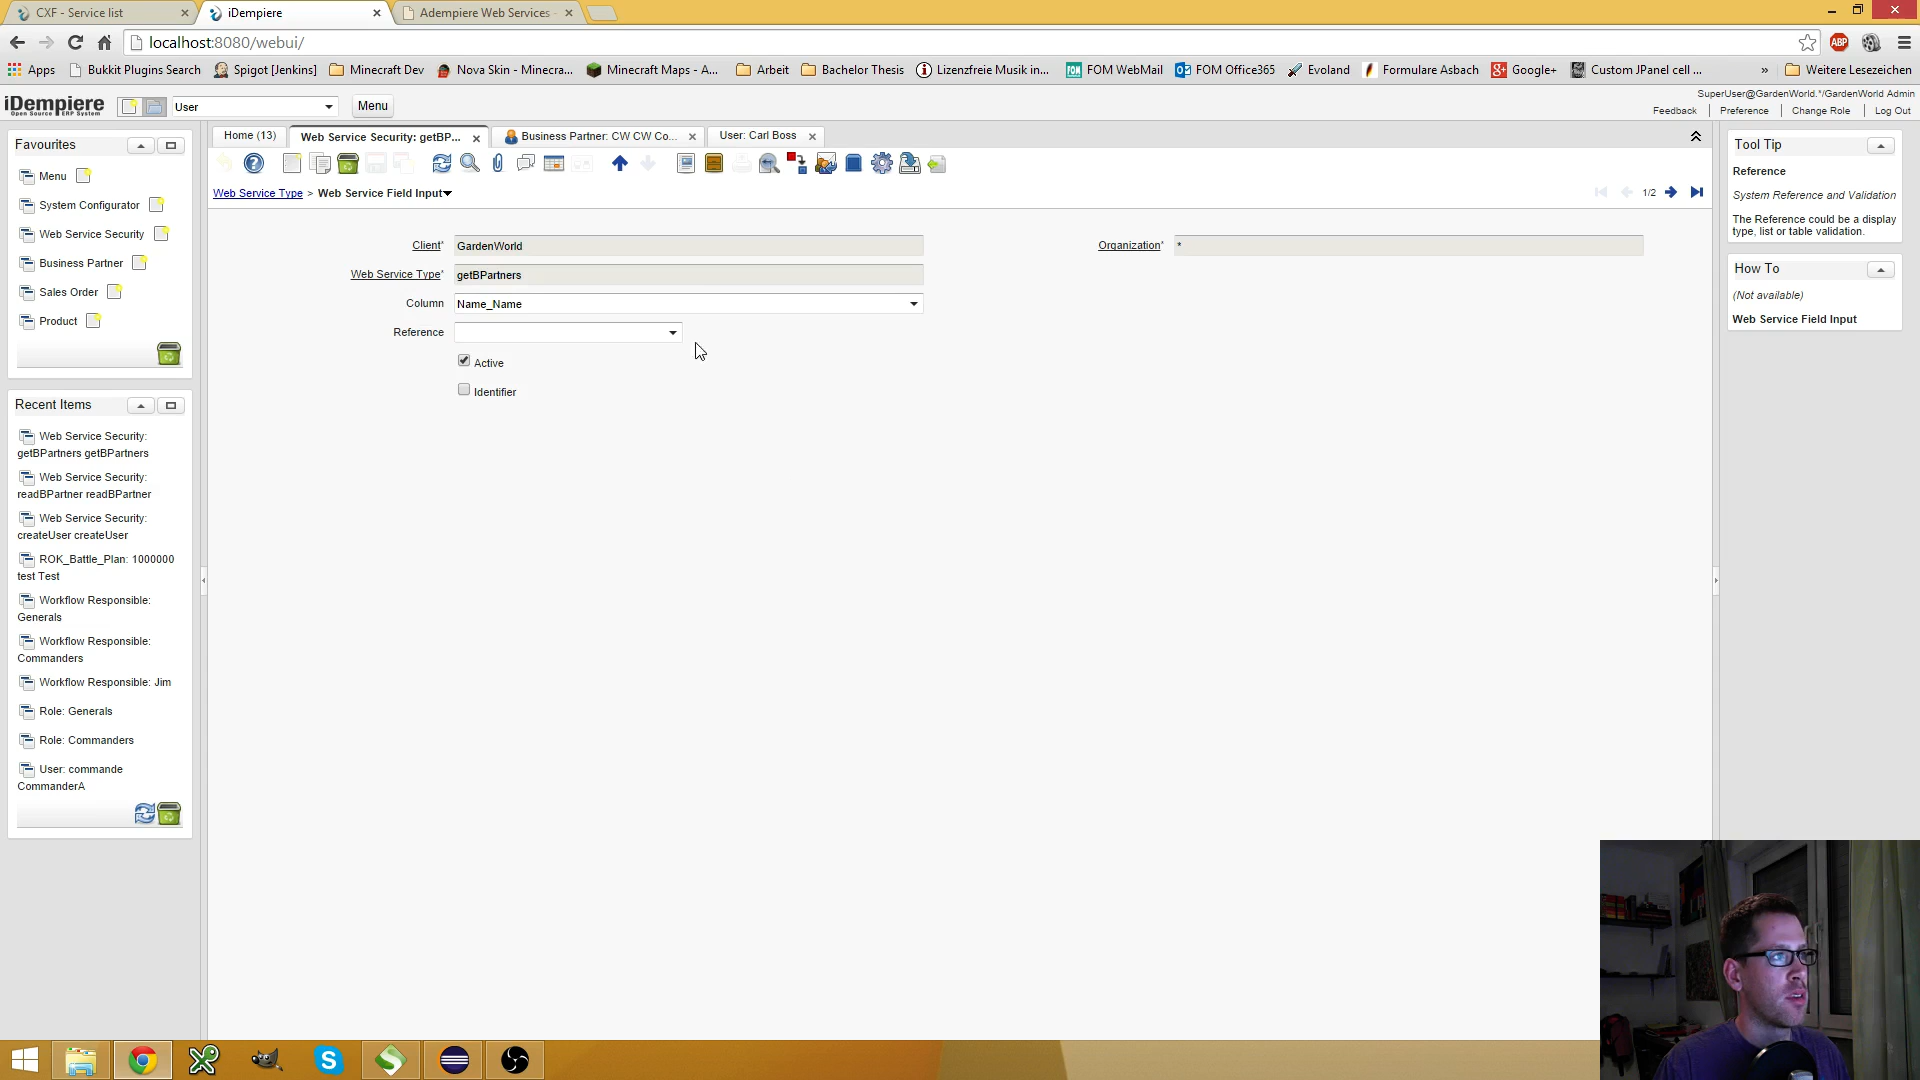 CXF - Service list
iDempiere
Adempiere Web Services -
localhost:8080/webui/
Apps
Bukkit Plugins Search
Spigot [Jenkins]
Minecraft Dev
Nova Skin - Minecra...
Minecraft Maps - A...
Arbeit
Bachelor Thesis
Lizenzfreie Musik in...
FOM WebMail
FOM Office365
Evoland
Formulare Asbach
Google+
Custom JPanel cell ...
»
Weitere Lesezeichen
iDempiere
Open Source ERP System
User
Menu
SuperUser@GardenWorld.*/GardenWorld Admin
Feedback
Preference
Change Role
Log Out
Favourites
Menu
System Configurator
Web Service Security
Business Partner
Sales Order
Product
Recent Items
Web Service Security:
getBPartners getBPartners
Web Service Security:
readBPartner readBPartner
Web Service Security:
createUser createUser
ROK_Battle_Plan: 1000000
test Test
Workflow Responsible:
Generals
Workflow Responsible:
Commanders
Workflow Responsible: Jim
Role: Generals
Role: Commanders
User: commande
CommanderA
Home (13)
Web Service Security: getBP...
Business Partner: CW CW Co...
User: Carl Boss
Web Service Type > Web Service Field Input
1/2
Client* GardenWorld
Organization* *
Web Service Type* getBPartners
Column Name_Name
Reference
Active
Identifier
Tool Tip
Reference
System Reference and Validation
The Reference could be a display
type, list or table validation.
How To
(Not available)
Web Service Field Input
ABP